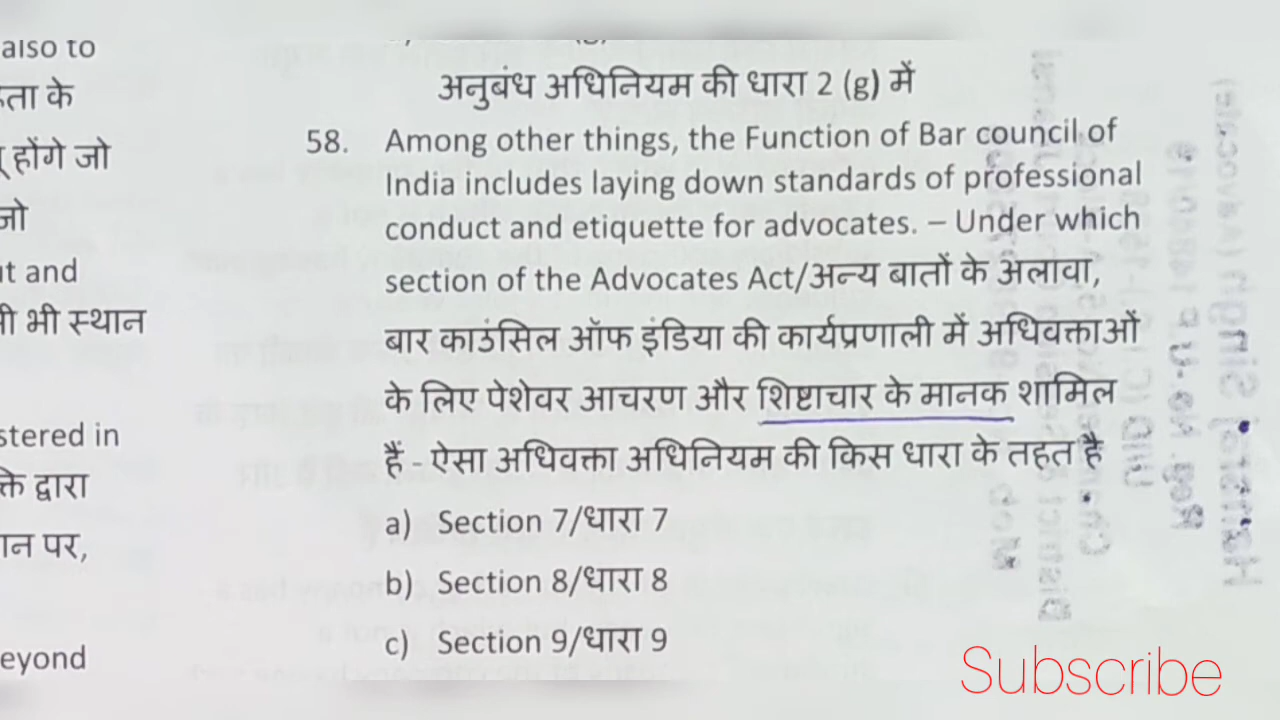 also to
ता के
होंगे जो
जो
t and
भी स्थान
stered in
द्वारा
पर,
eyond
अनुबंध अधिनियम की धारा 2 (g) में
58. Among other things, the Function of Bar council of
India includes laying down standards of professional
conduct and etiquette for advocates. – Under which
section of the Advocates Act/अन्य बातों के अलावा,
बार काउंसिल ऑफ इंडिया की कार्यप्रणाली में अधिवक्ताओं
के लिए पेशेवर आचरण और शिष्टाचार के मानक शामिल
हैं - ऐसा अधिवक्ता अधिनियम की किस धारा के तहत है
a) Section 7/धारा 7
b) Section 8/धारा 8
c) Section 9/धारा 9
Subscribe